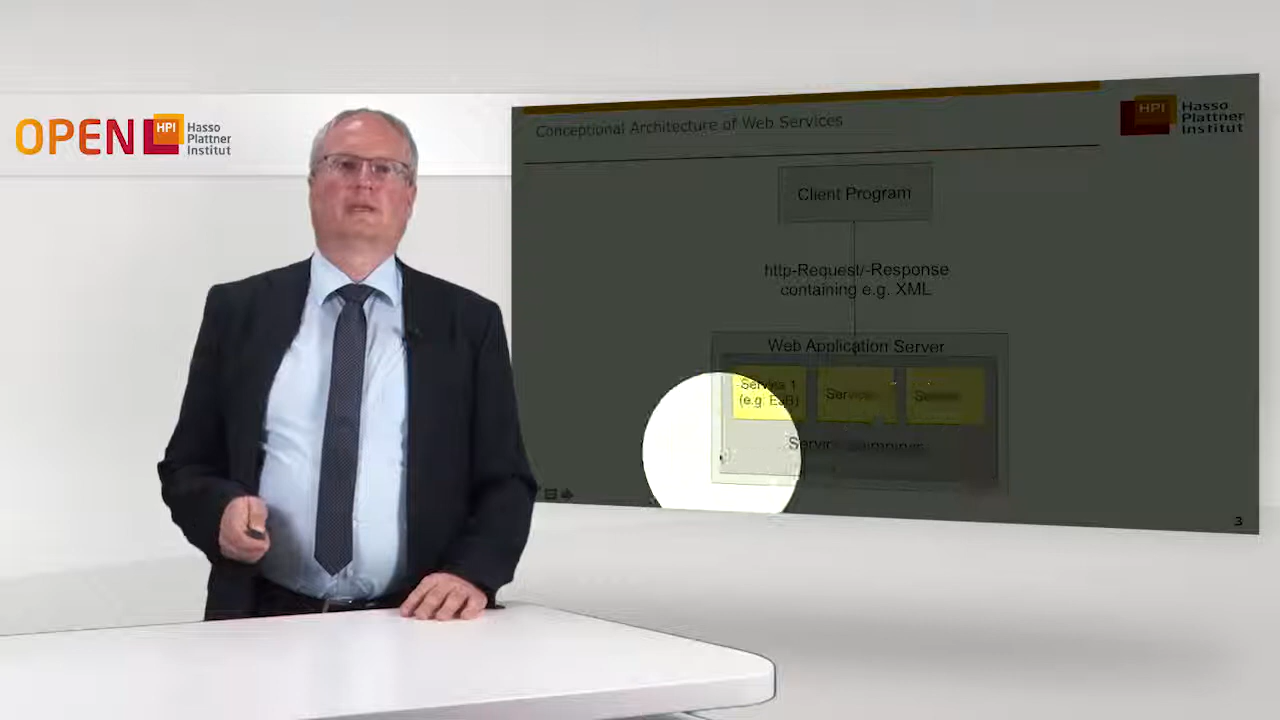 OPEN HPI Hasso
Plattner
Institut
Conceptual Architecture of Web Services
HPI Hasso
Plattner
Institut
Client Program
http-Request/-Response
containing e.g. XML
Web Application Server
Service 1
(e.g: EJB)
3